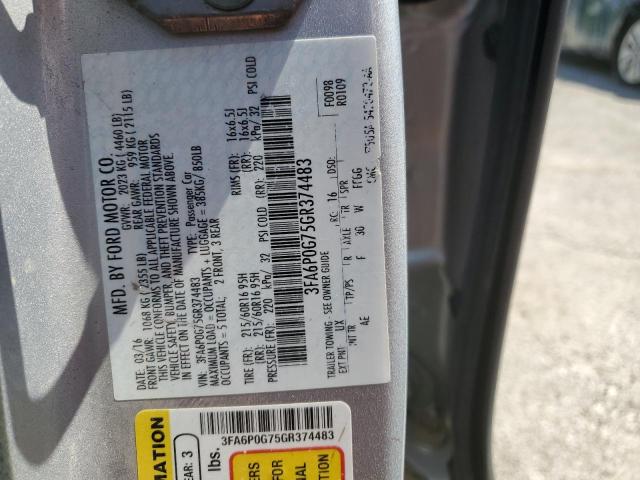 MFD. BY FORD MOTOR CO.
DATE: 03/16 GVWR: 2023 KG ( 4460 LB)
FRONT GAWR: 1068 KG ( 2355 LB) REAR GAWR: 959 KG ( 2115 LB)
THIS VEHICLE CONFORMS TO ALL APPLICABLE FEDERAL MOTOR
VEHICLE SAFETY, BUMPER, AND THEFT PREVENTION STANDARDS
IN EFFECT ON THE DATE OF MANUFACTURE SHOWN ABOVE.
VIN: 3FA6P0G75GR374483 TYPE: Passenger Car
MAXIMUM LOAD = OCCUPANTS + LUGGAGE = 385KG/ 850LB
OCCUPANTS = 5 TOTAL: 2 FRONT, 3 REAR
TIRE (FR): 215/60R16 95H RIMS (FR): 16x6.5J
(RR): 215/60R16 95H (RR): 16x6.5J
PRESSURE (FR): 220 kPa/ 32 PSI COLD (RR): 220 kPa/ 32 PSI COLD
3FA6P0G75GR374483
F0098
R0109
TRAILER TOWING - SEE OWNER GUIDE
EXT PNT: UX RC: 16 DSO:
INT TR TP/PS R AXLE TR SPR
AE F 30 W FFGG
3FA6P0G75GR374483
MATION
EAR: 3
lbs.